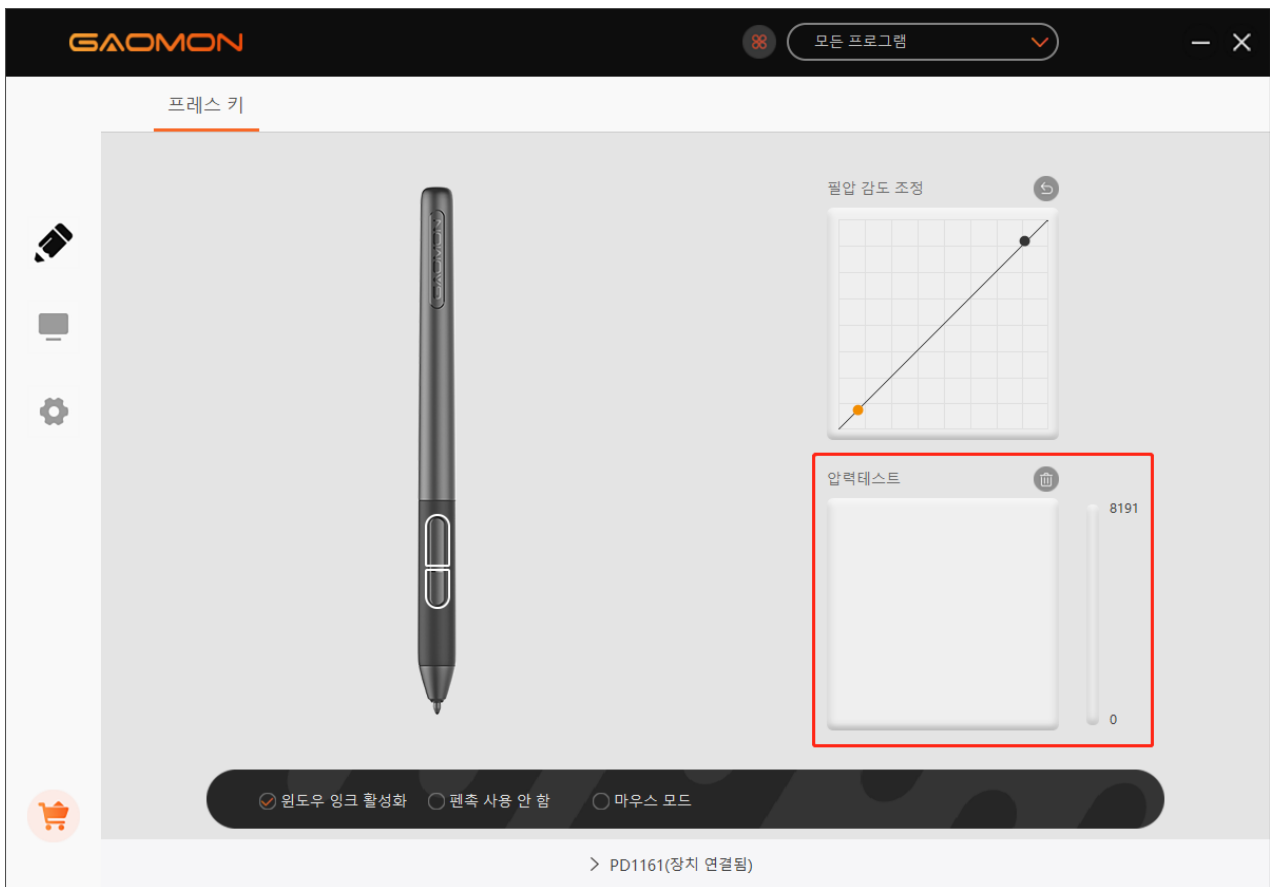 GAOMON
모든 프로그램
프레스 키
필압 감도 조정
GAOMON
압력테스트
8191
0
윈도우 잉크 활성화 펜촉 사용 안 함 마우스 모드
PD1161(장치 연결됨)